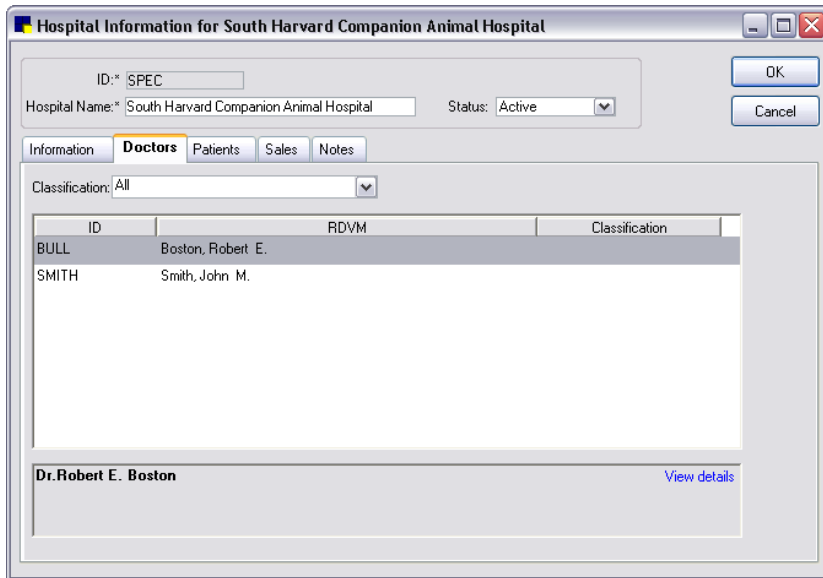 Hospital Information for South Harvard Companion Animal Hospital
ID:* SPEC
OK
Hospital Name:* South Harvard Companion Animal Hospital Status: Active
Cancel
Information Doctors Patients Sales Notes
Classification: All
ID RDVM Classification
BULL Boston, Robert E.
SMITH Smith, John M.
Dr.Robert E. Boston View details